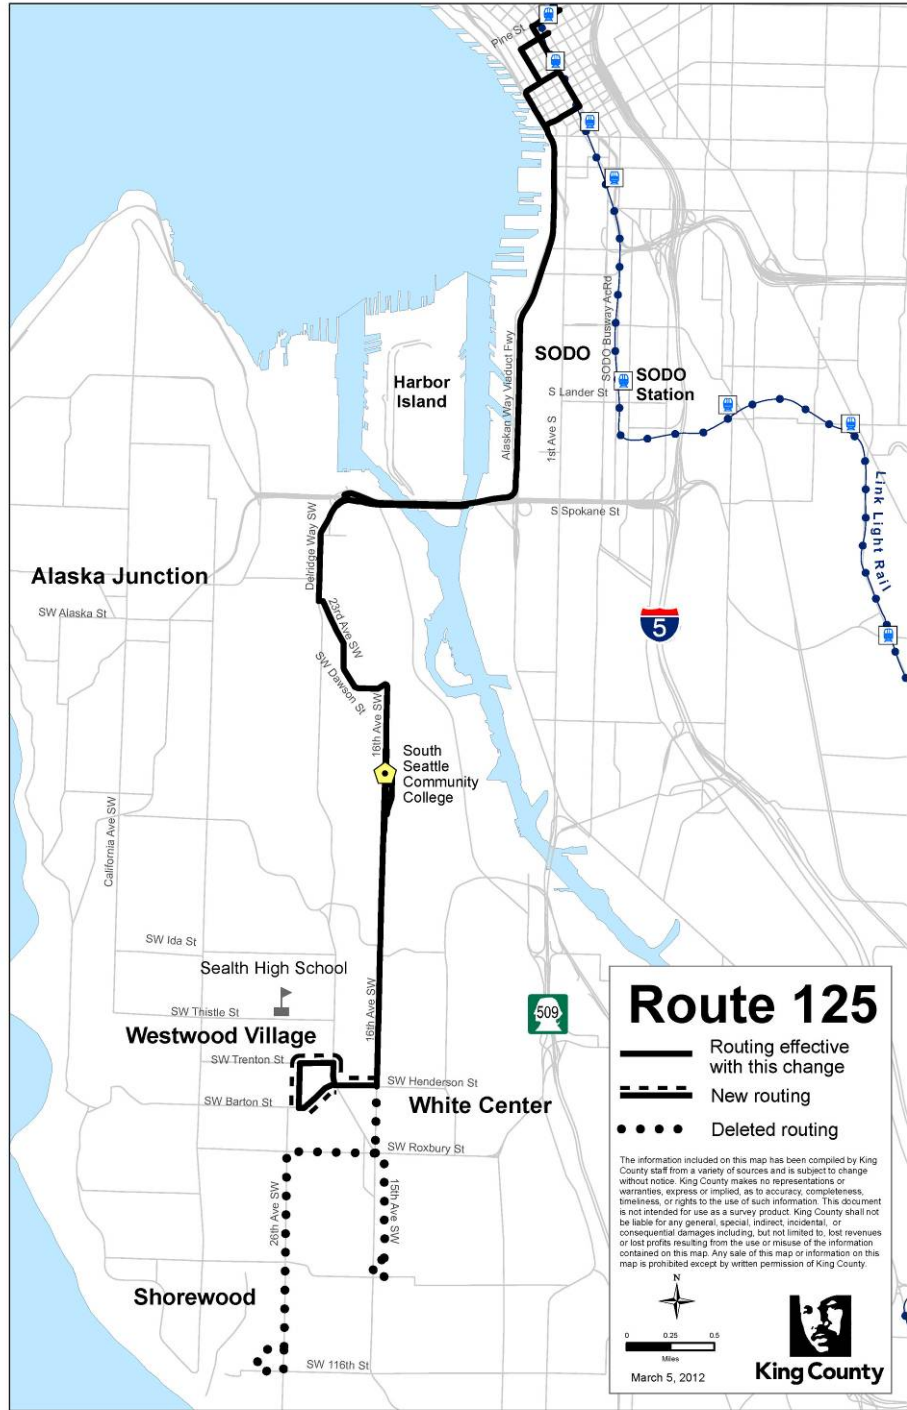 Pine St
SODO Busway AcRd
Alaskan Way Viaduct Fwy
SODO
SODO
Station
Harbor
Island
S Lander St
1st Ave S
Link Light Rail
S Spokane St
Delridge Way SW
Alaska Junction
SW Alaska St
23rd Ave SW
5
SW Dawson St
16th Ave SW
South
Seattle
Community
College
California Ave SW
SW Ida St
Sealth High School
16th Ave SW
SW Thistle St
509
Westwood Village
SW Trenton St
SW Henderson St
SW Barton St
White Center
SW Roxbury St
26th Ave SW
15th Ave SW
Shorewood
SW 116th St
Route 125
Routing effective
with this change
New routing
Deleted routing
The information included on this map has been compiled by King
County staff from a variety of sources and is subject to change
without notice. King County makes no representations or
warranties, express or implied, as to accuracy, completeness,
timeliness, or rights to the use of such information. This document
is not intended for use as a survey product. King County shall not
be liable for any general, special, indirect, incidental, or
consequential damages including, but not limited to, lost revenues
or lost profits resulting from the use or misuse of the information
contained on this map. Any sale of this map or information on this
map is prohibited except by written permission of King County.
N
0 0.25 0.5
Miles
March 5, 2012
King County